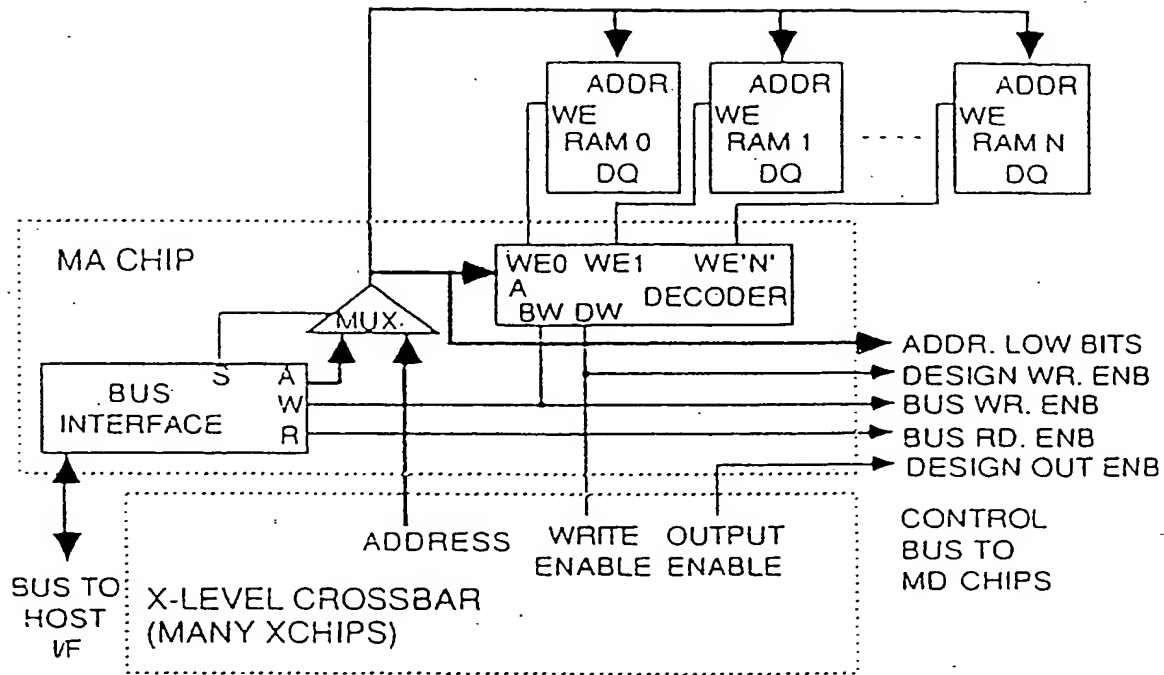 ADDR
WE
RAM 0
DQ
ADDR
WE
RAM 1
DQ
ADDR
WE
RAM N
DQ
MA CHIP
WE0 WE1 WE'N'
A
DECODER
BW DW
MUX
S
A
W
R
BUS
INTERFACE
ADDR. LOW BITS
DESIGN WR. ENB
BUS WR. ENB
BUS RD. ENB
DESIGN OUT ENB
CONTROL
BUS TO
MD CHIPS
ADDRESS
WRITE
ENABLE
OUTPUT
ENABLE
BUS TO
HOST
I/F
X-LEVEL CROSSBAR
(MANY XCHIPS)